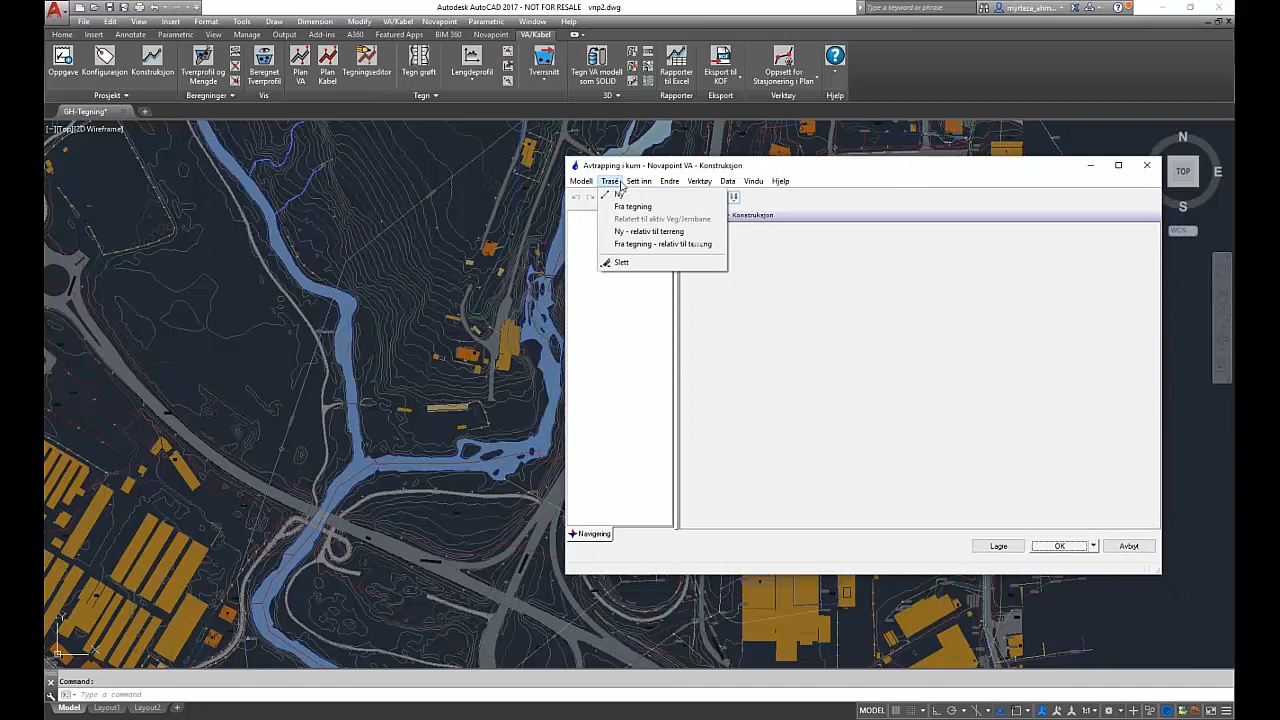 Autodesk AutoCAD 2017 - NOT FOR RESALE vnp2.dwg
Type a keyword or phrase
myrteza_ahm...
File Edit View Insert Format Tools Draw Dimension Modify VA/Kabel Novapoint Parametric Window Help
Home Insert Annotate Parametric View Manage Output Add-ins A360 Featured Apps BIM 360 Novapoint VA/Kabel
Oppgave Konfigurasjon Konstruksjon Tverrprofil og Mengde Beregnet Tverrprofil Plan VA Plan Kabel Tegningseditor Tegn grøft Lengdeprofil Tverrsnitt Tegn VA modell som SOLID Rapporter til Excel Eksport til KOF Oppsett for Stasjonering i Plan Hjelp
Prosjekt Beregninger Vis Tegn 3D Rapporter Eksport Verktøy Hjelp
GH-Tegning*
[−][Top][2D Wireframe]
N
TOP
E
S
WCS
Avtrapping i kum - Novapoint VA - Konstruksjon
Modell Trasé Sett inn Endre Verktøy Data Vindu Hjelp
Ny
Fra tegning
Relatert til aktiv Veg/Jernbane
Ny - relativ til terreng
Fra tegning - relativ til terreng
Slett
- Konstruksjon
Navigering
Lagre OK Avbryt
Y
X
Command:
Type a command
Model Layout1 Layout2 +
MODEL 1:1